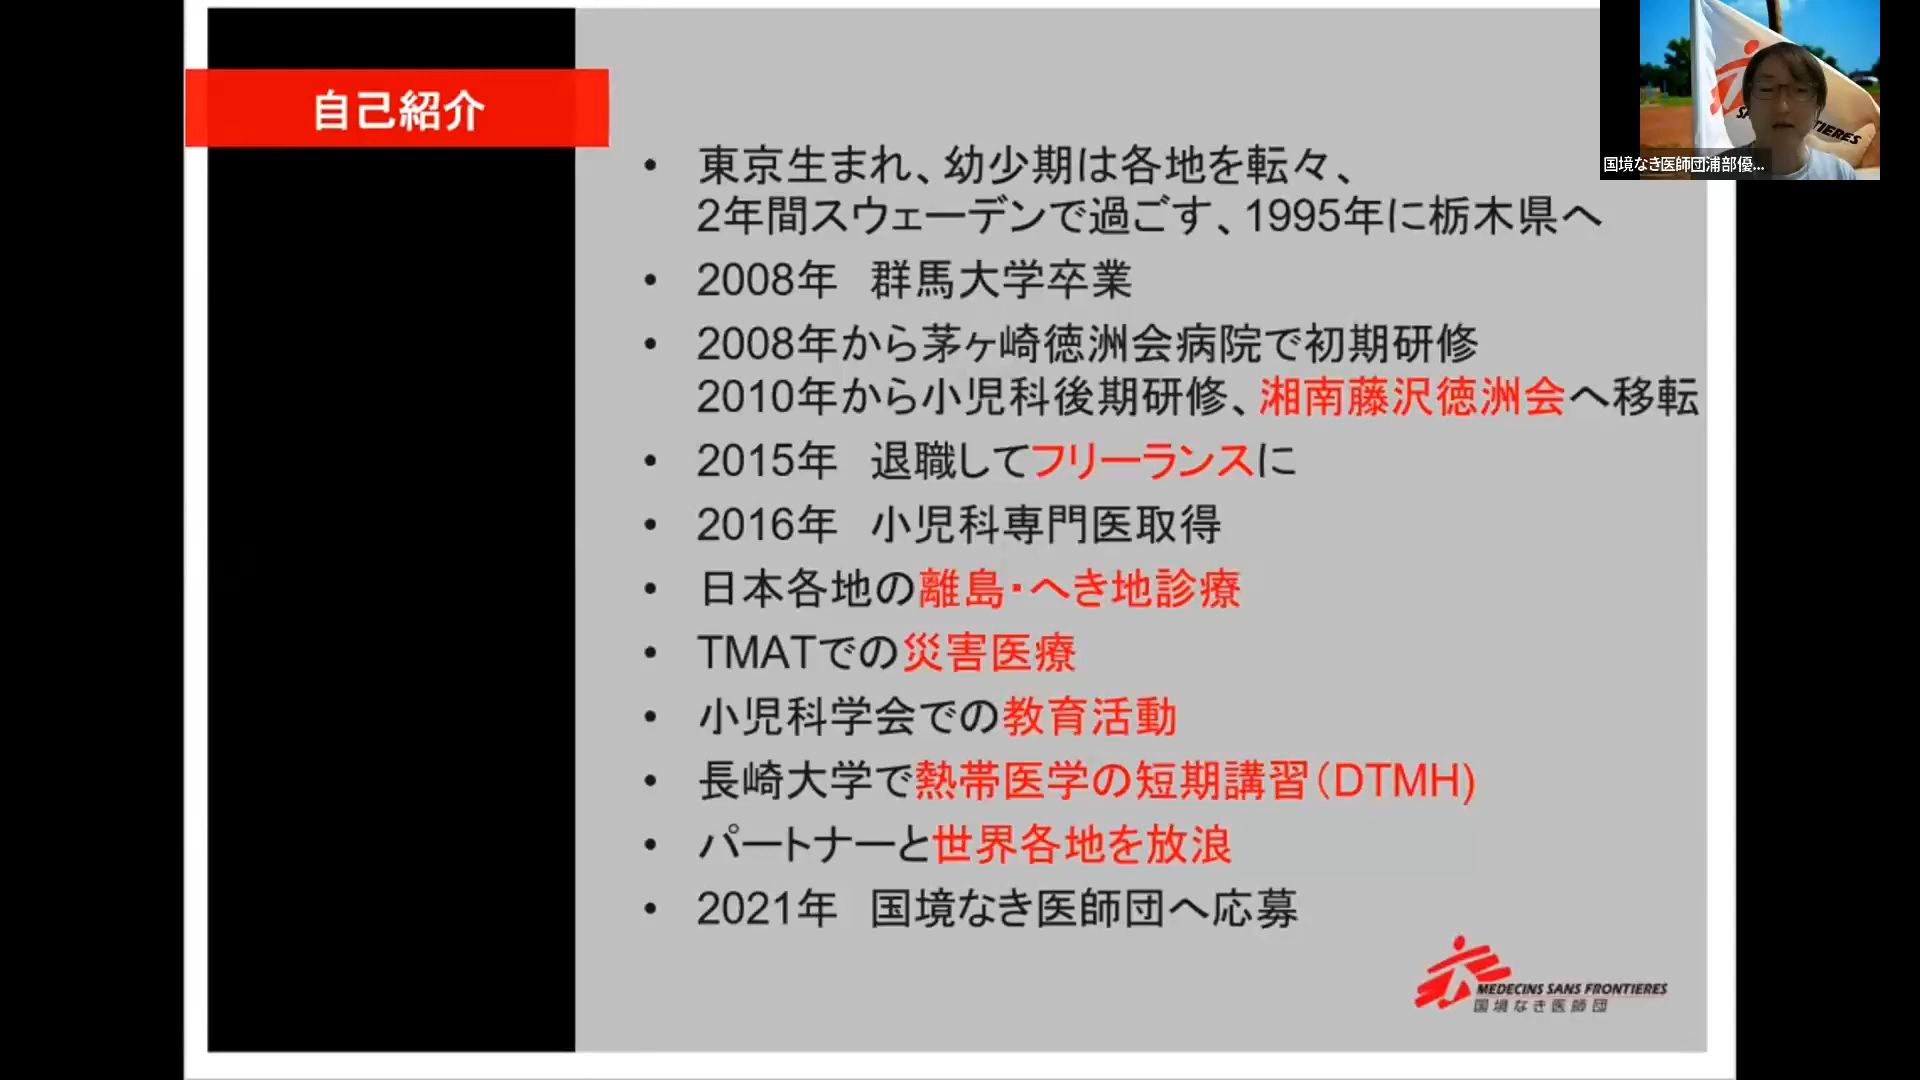 自己紹介
東京生まれ、幼少期は各地を転々、
2年間スウェーデンで過ごす、1995年に栃木県へ
2008年 群馬大学卒業
2008年から茅ヶ崎徳洲会病院で初期研修
2010年から小児科後期研修、湘南藤沢徳洲会へ移転
2015年 退職してフリーランスに
2016年 小児科専門医取得
日本各地の離島・へき地診療
TMATでの災害医療
小児科学会での教育活動
長崎大学で熱帯医学の短期講習（DTMH)
パートナーと世界各地を放浪
2021年 国境なき医師団へ応募
MEDECINS SANS FRONTIERES
国境なき医師団
国境なき医師団浦部優...